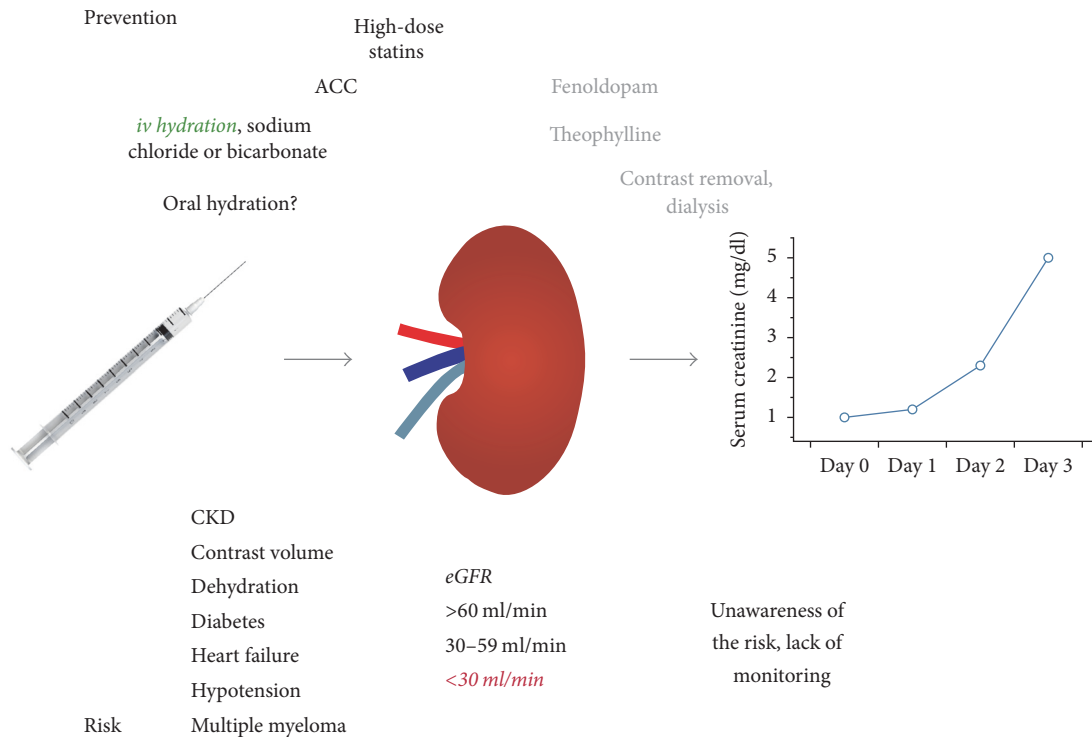 Prevention
High-dose
statins
ACC
Fenoldopam
iv hydration, sodium
chloride or bicarbonate
Theophylline
Oral hydration?
Contrast removal,
dialysis
Serum creatinine (mg/dl)
5
4
3
2
1
Day 0 Day 1 Day 2 Day 3
CKD
Contrast volume
Dehydration
Diabetes
Heart failure
Hypotension
Risk Multiple myeloma
eGFR
>60 ml/min
30–59 ml/min
<30 ml/min
Unawareness of
the risk, lack of
monitoring